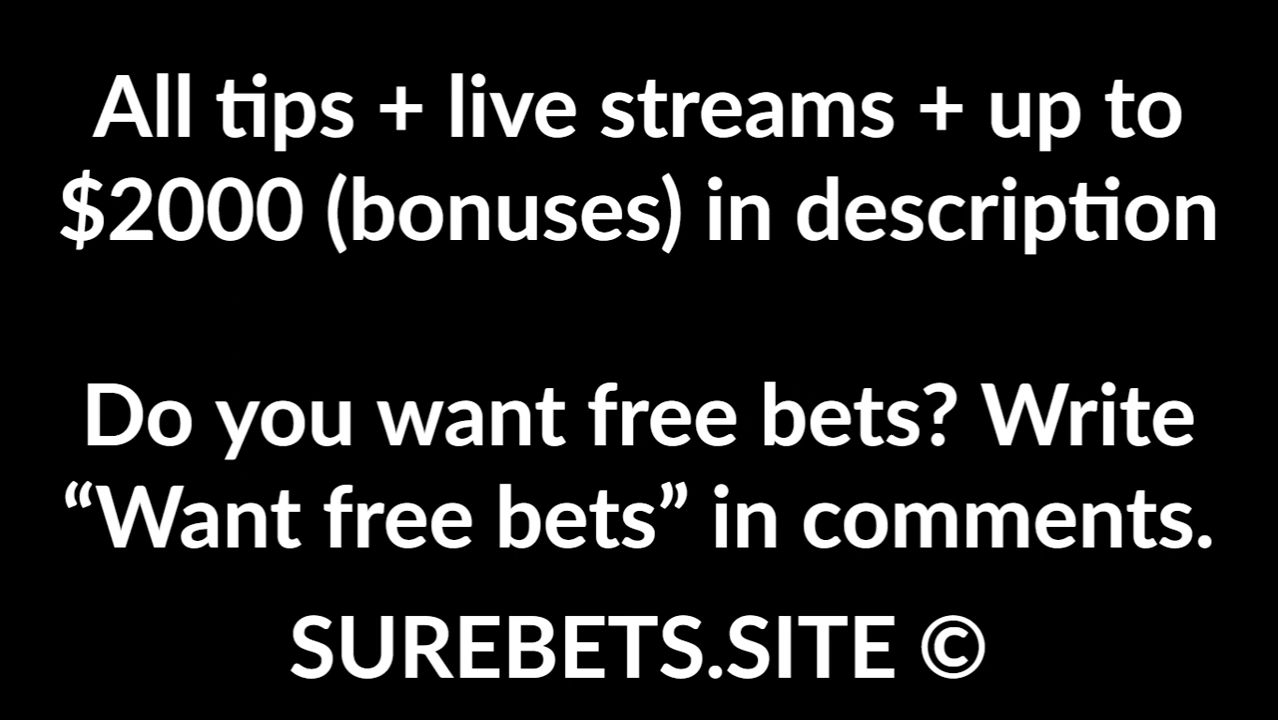 All tips + live streams + up to
$2000 (bonuses) in description
Do you want free bets? Write
“Want free bets” in comments.
SUREBETS.SITE ©